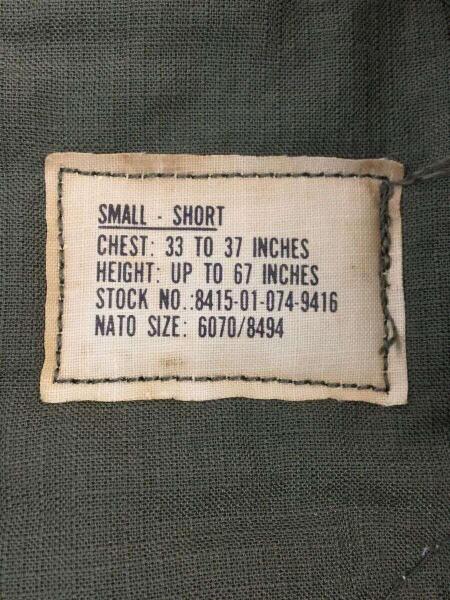 SMALL - SHORT
CHEST: 33 TO 37 INCHES
HEIGHT: UP TO 67 INCHES
STOCK NO.:8415-01-074-9416
NATO SIZE: 6070/8494